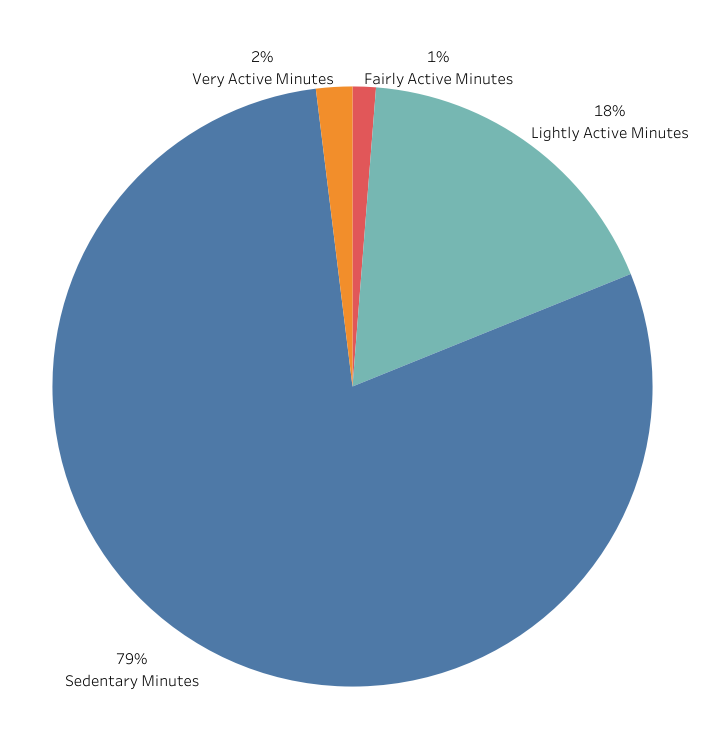 2%
Very Active Minutes
1%
Fairly Active Minutes
18%
Lightly Active Minutes
79%
Sedentary Minutes